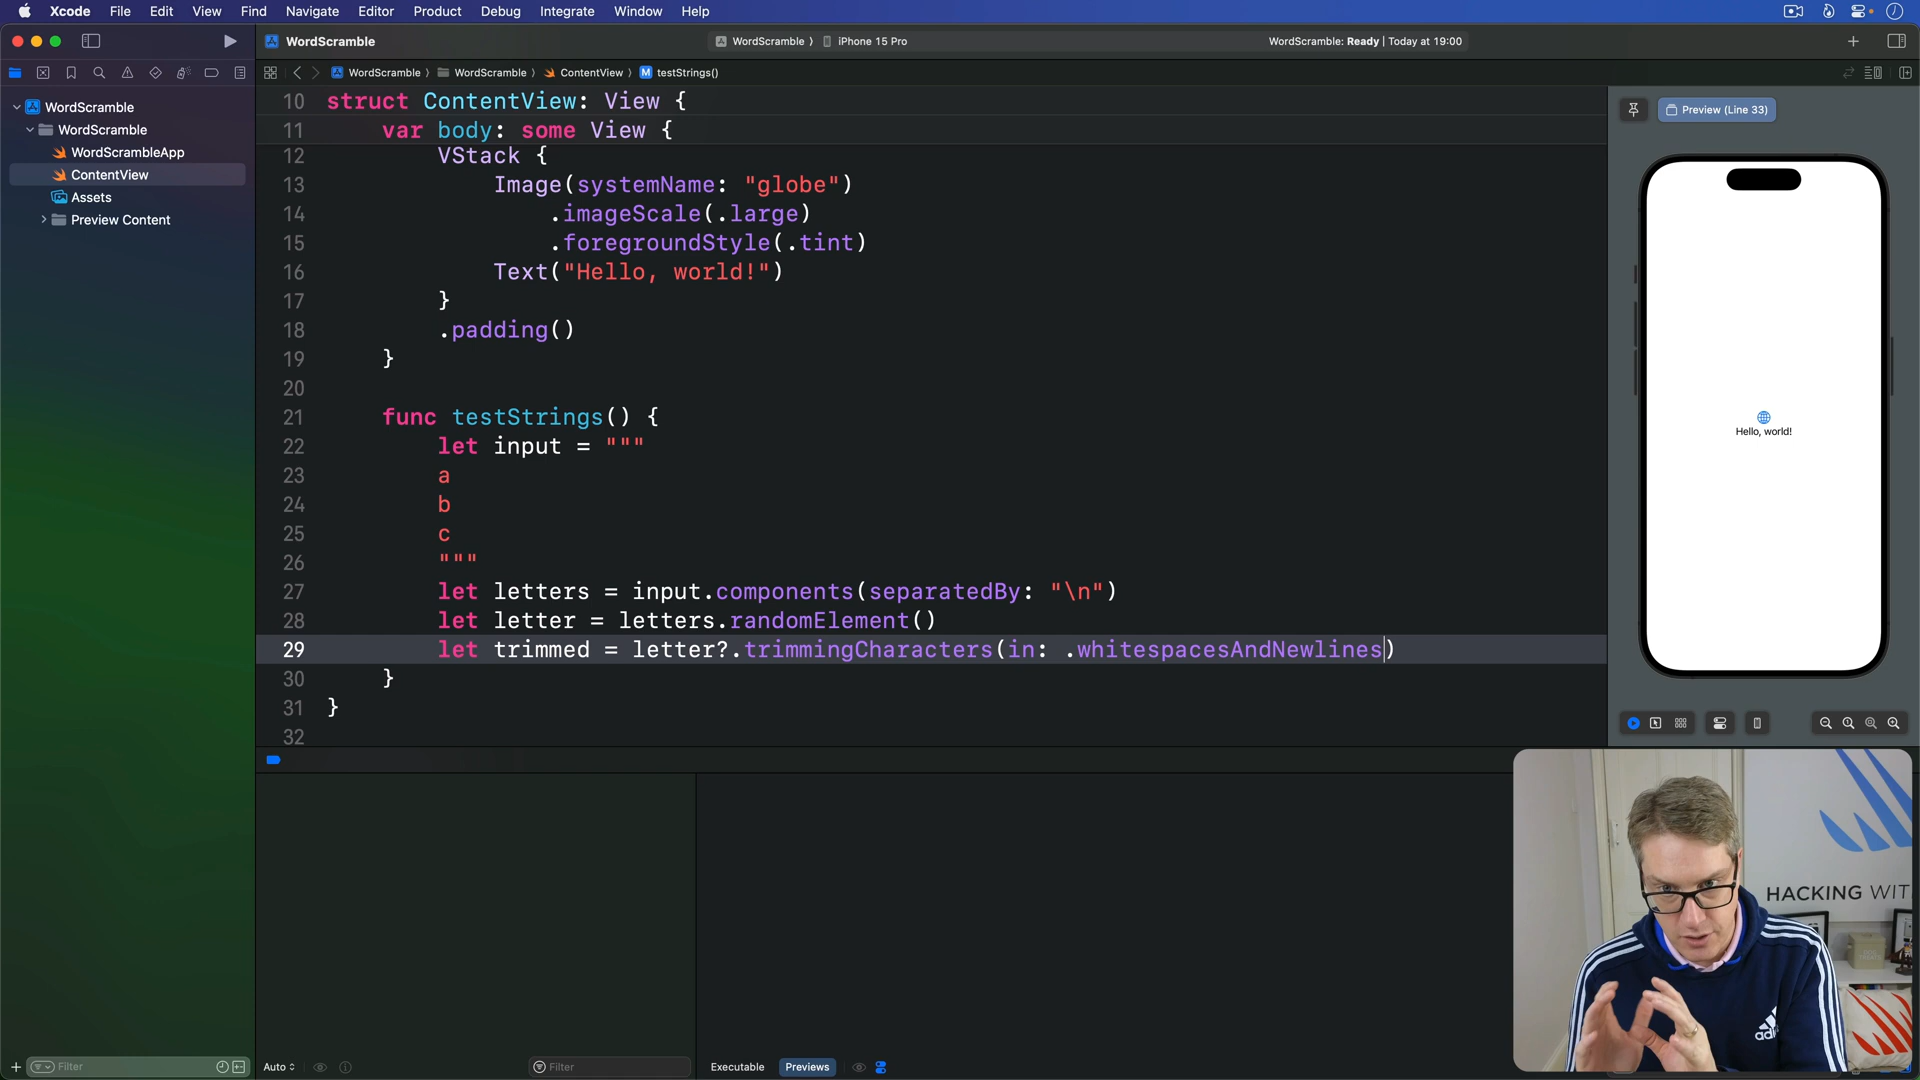 Xcode File Edit View Find Navigate Editor Product Debug Integrate Window Help
WordScramble
WordScramble ⟩ iPhone 15 Pro
WordScramble: Ready | Today at 19:00
WordScramble ⟩ WordScramble ⟩ ContentView ⟩ M testStrings()
WordScramble
WordScramble
WordScrambleApp
ContentView
Assets
Preview Content
10 struct ContentView: View {
11 var body: some View {
12 VStack {
13 Image(systemName: "globe")
14 .imageScale(.large)
15 .foregroundStyle(.tint)
16 Text("Hello, world!")
17 }
18 .padding()
19 }
20
21 func testStrings() {
22 let input = """
23 a
24 b
25 c
26 """
27 let letters = input.components(separatedBy: "\n")
28 let letter = letters.randomElement()
29 let trimmed = letter?.trimmingCharacters(in: .whitespacesAndNewlines)
30 }
31 }
32
Preview (Line 33)
Hello, world!
HACKING WIT
adi
Filter
Auto
Filter
Executable Previews